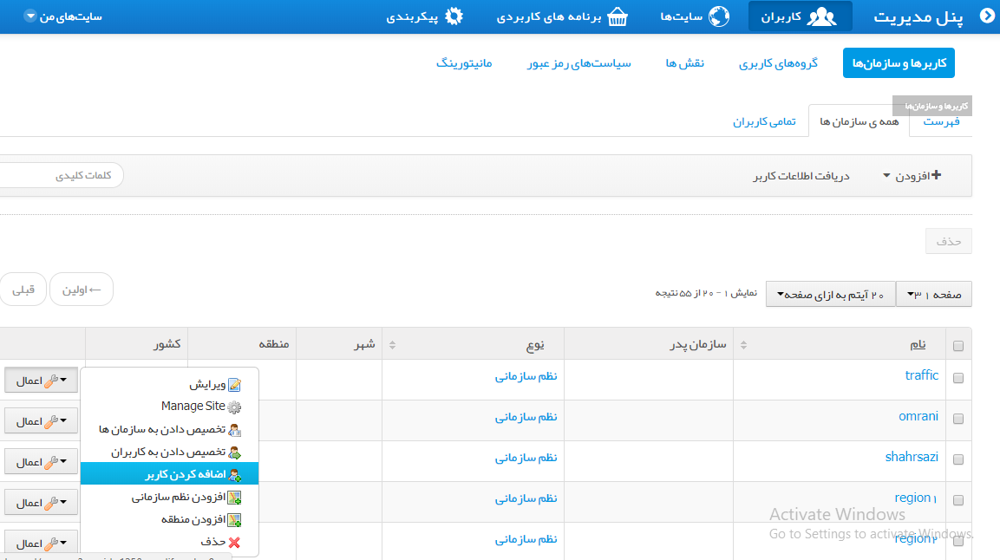 پنل مدیریت کاربران سایت‌ها برنامه های کاربردی پیکربندی سایت‌های من
کاربرها و سازمان‌ها گروه‌های کاربری نقش ها سیاست‌های رمز عبور مانیتورینگ
کاربرها و سازمان‌ها
فهرست همه ی سازمان ها تمامی کاربران
افزودن دریافت اطلاعات کاربر کلمات کلیدی
حذف
صفحه ۱ ۳ ۲۰ آیتم به ازای صفحه نمایش ۱ - ۲۰ از ۵۵ نتیجه ←اولین قبلی
نام سازمان پدر نوع شهر منطقه کشور
traffic نظم سازمانی اعمال
omrani نظم سازمانی اعمال
shahrsazi نظم سازمانی اعمال
region۱ نظم سازمانی اعمال
region۲ نظم سازمانی اعمال
ویرایش
Manage Site
تخصیص دادن به سازمان ها
تخصیص دادن به کاربران
اضافه کردن کاربر
افزودن نظم سازمانی
افزودن منطقه
حذف
Activate Windows
Go to Settings to activate Windows.